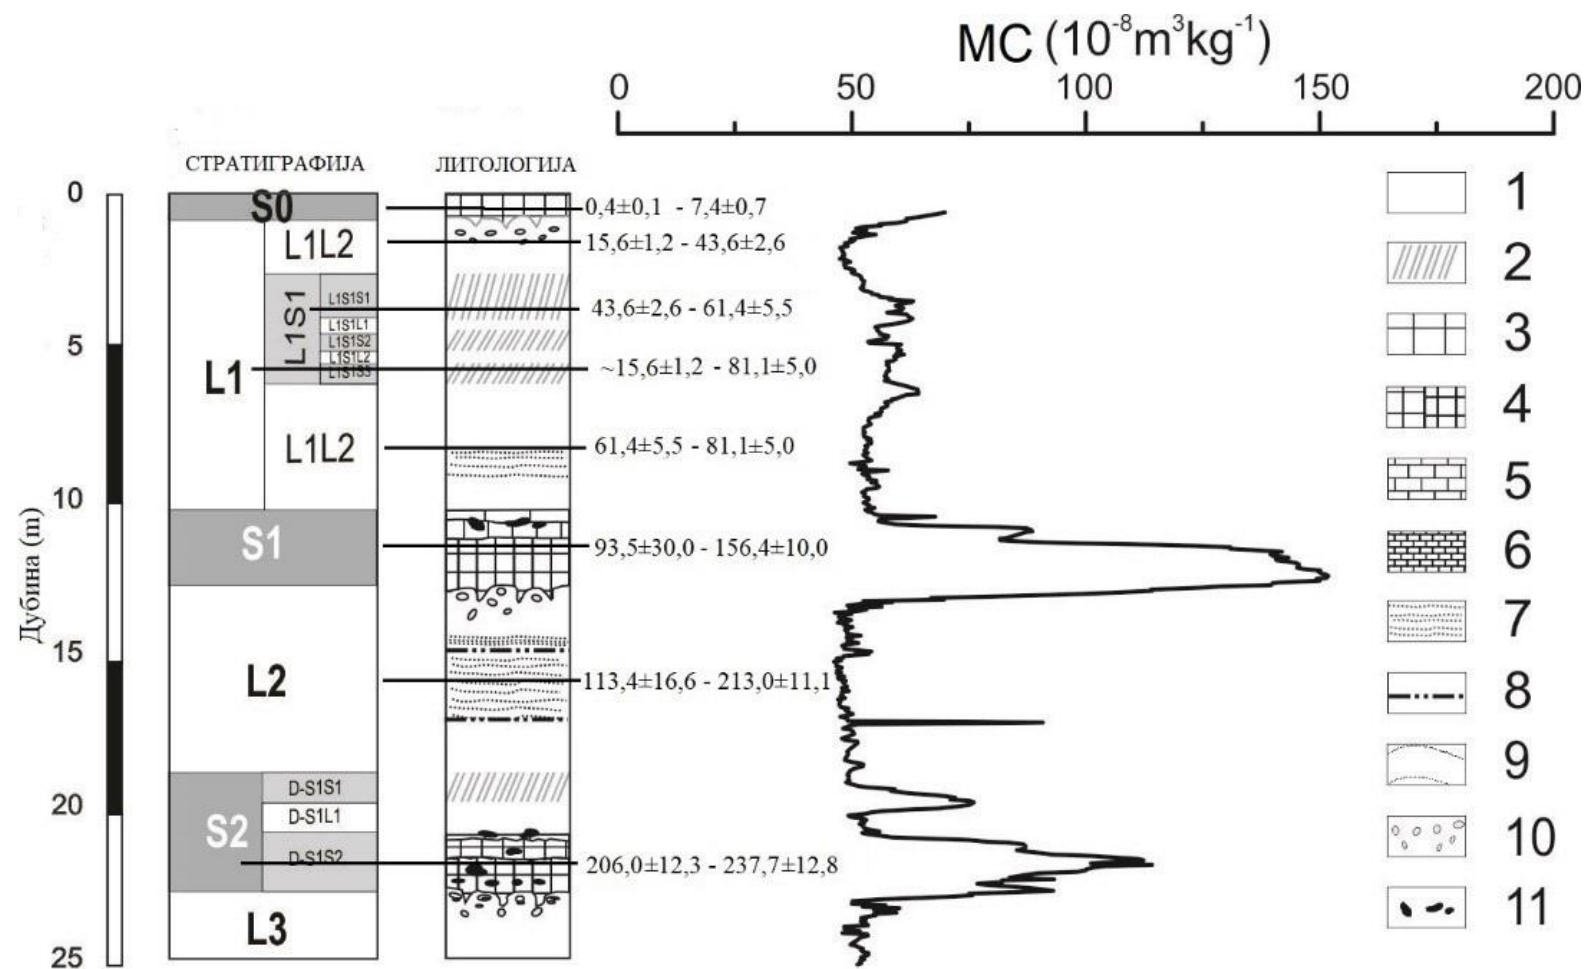 МС (10⁻⁸m³kg⁻¹)
0 50 100 150 200
СТРАТИГРАФИЈА ЛИТОЛОГИЈА
Дубина (m)
0
5
10
15
20
25
S0
L1
L1L2
L1S1
L1S1S1
L1S1L1
L1S1S2
L1S1L2
L1S1S3
L1L2
S1
L2
S2
D-S1S1
D-S1L1
D-S1S2
L3
0,4±0,1 - 7,4±0,7
15,6±1,2 - 43,6±2,6
43,6±2,6 - 61,4±5,5
~15,6±1,2 - 81,1±5,0
61,4±5,5 - 81,1±5,0
93,5±30,0 - 156,4±10,0
113,4±16,6 - 213,0±11,1
206,0±12,3 - 237,7±12,8
1
2
3
4
5
6
7
8
9
10
11